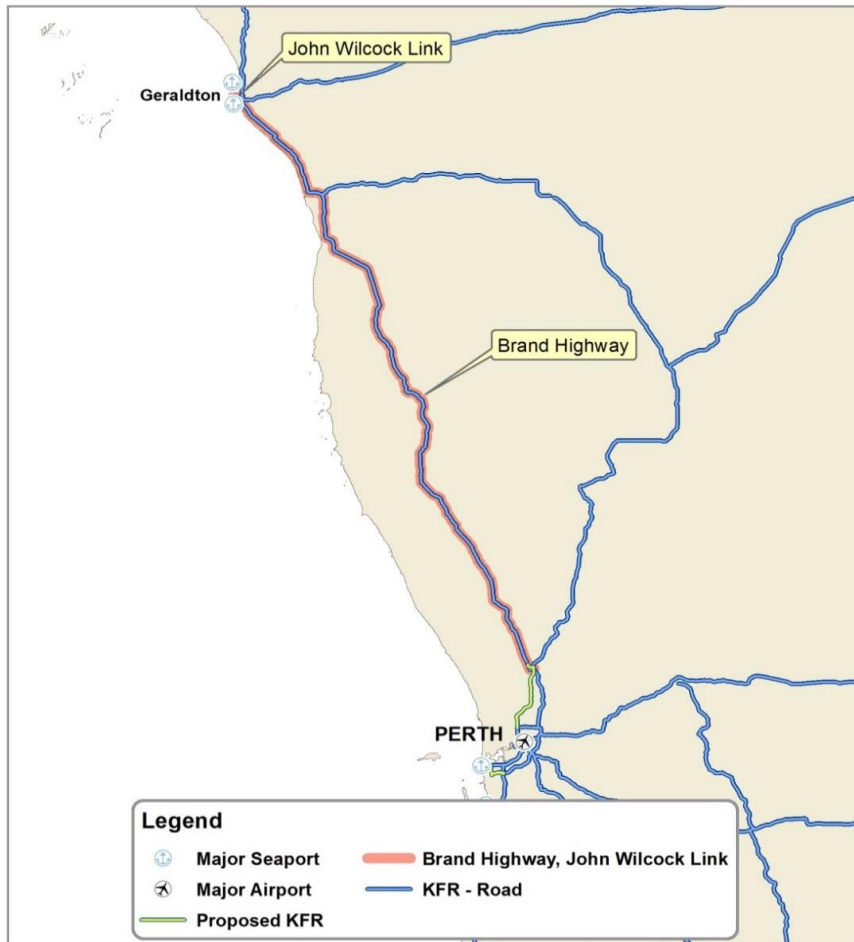 John Wilcock Link
Geraldton
Brand Highway
PERTH
Legend
Major Seaport
Brand Highway, John Wilcock Link
Major Airport
KFR - Road
Proposed KFR